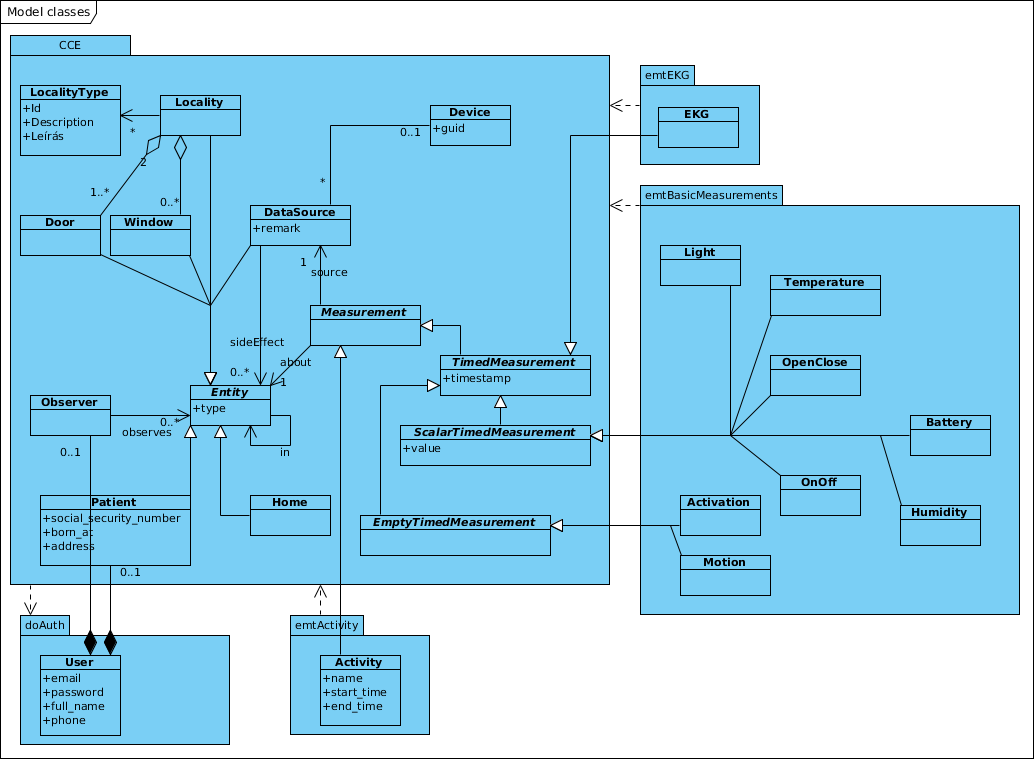 Model classes
CCE
LocalityType
+Id
+Description
+Leírás
Locality
*
2
1..*
0..*
Door
Window
Device
+guid
0..1
*
DataSource
+remark
1
source
Measurement
sideEffect
0..*
about
1
TimedMeasurement
+timestamp
Entity
+type
Observer
0..*
observes
in
0..1
ScalarTimedMeasurement
+value
Patient
+social_security_number
+born_at
+address
Home
EmptyTimedMeasurement
0..1
emtEKG
EKG
emtBasicMeasurements
Light
Temperature
OpenClose
Battery
OnOff
Activation
Humidity
Motion
doAuth
User
+email
+password
+full_name
+phone
emtActivity
Activity
+name
+start_time
+end_time